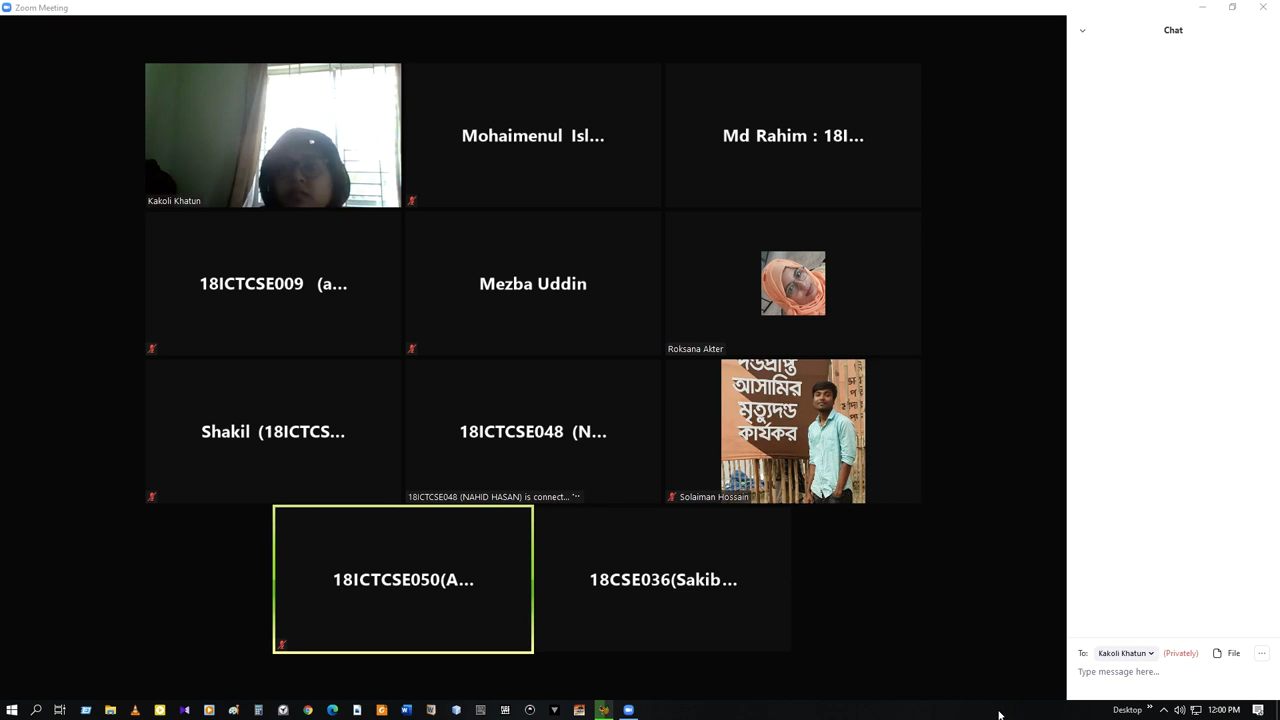 Zoom Meeting
Chat
Kakoli Khatun
Mohaimenul Isl...
Md Rahim : 18I...
18ICTCSE009 (a...
Mezba Uddin
Roksana Akter
Shakil (18ICTCS...
18ICTCSE048 (N...
18ICTCSE048 (NAHID HASAN) is connect...
দণ্ডপ্রাপ্ত
আসামির
মৃত্যুদণ্ড
কার্যকর
Solaiman Hossain
18ICTCSE050(A...
18CSE036(Sakib...
To: Kakoli Khatun (Privately) File ...
Type message here...
Desktop 12:00 PM